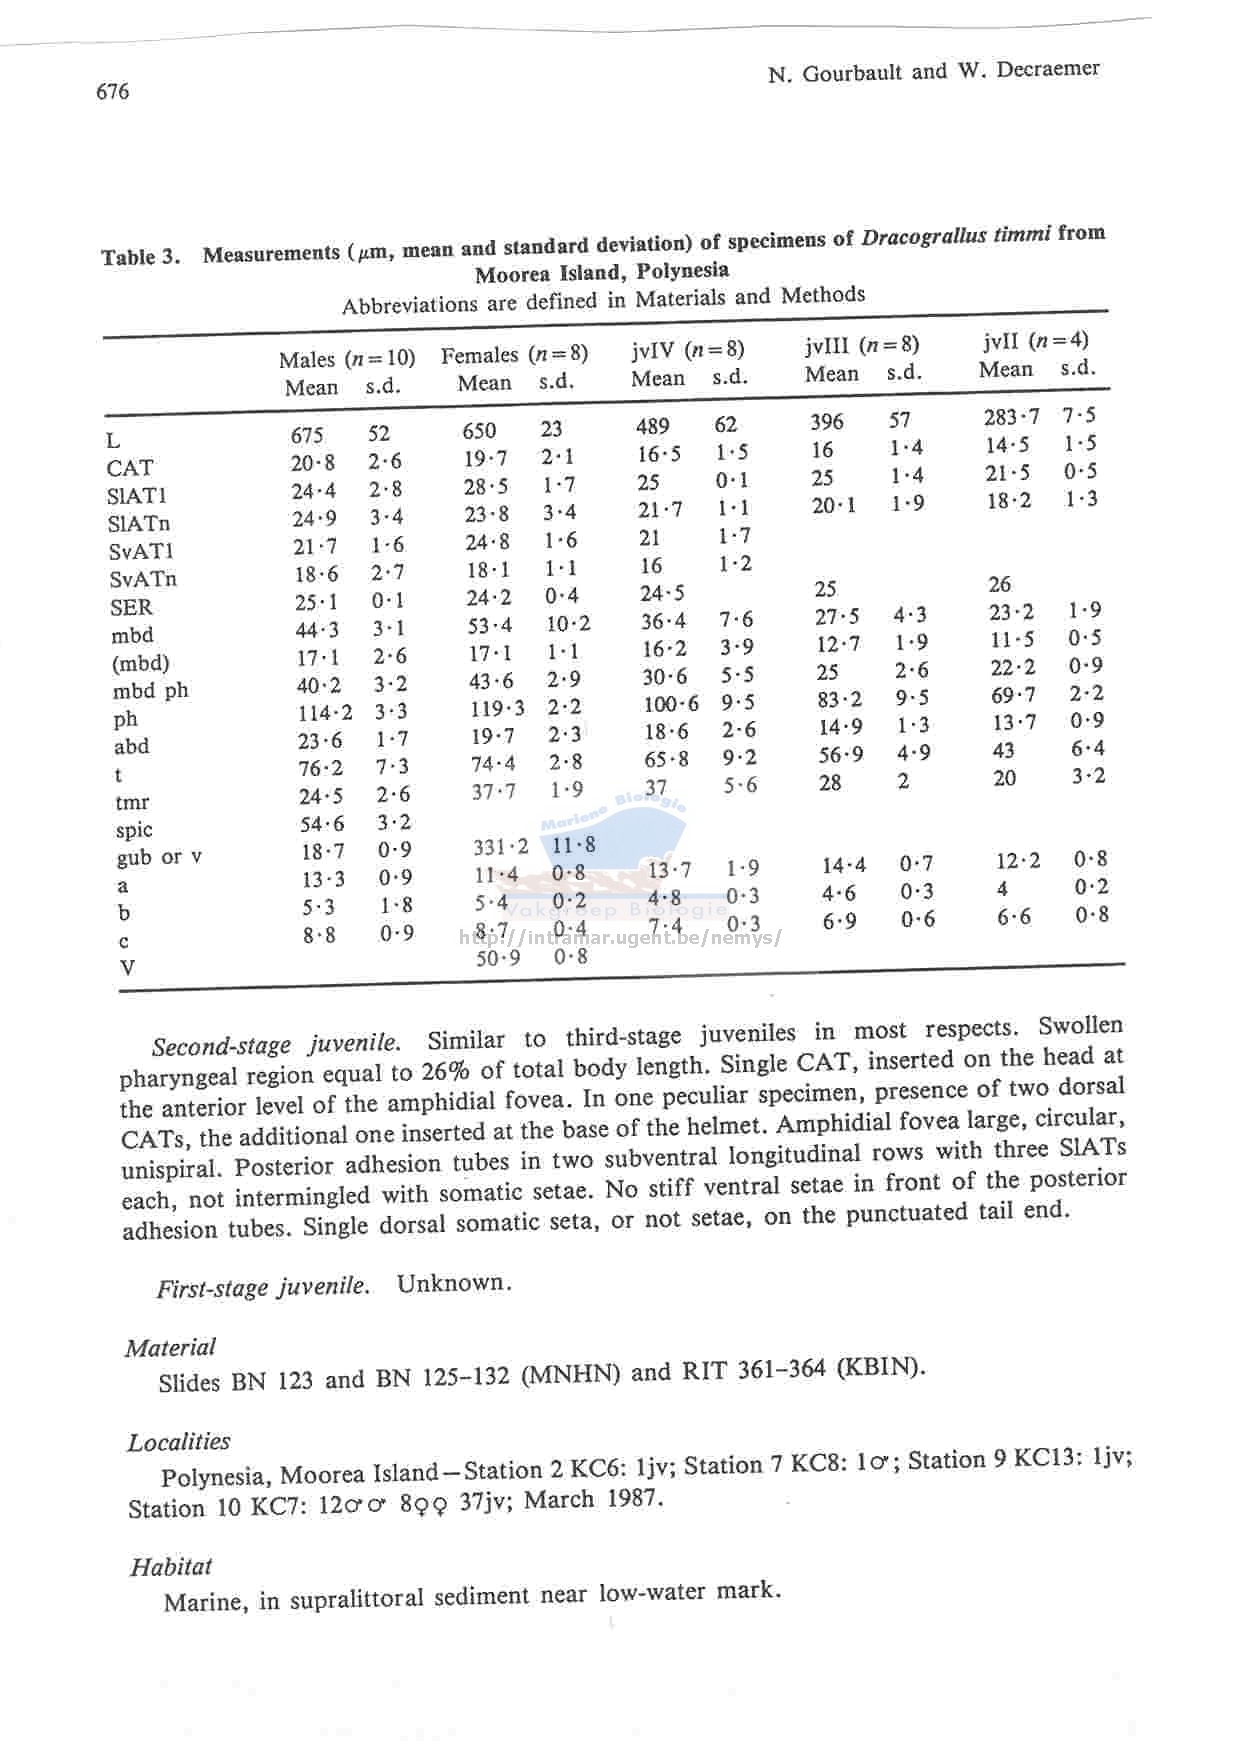 676
N. Gourbault and W. Decraemer
Table 3. Measurements (μm, mean and standard deviation) of specimens of Dracograllus timmi from
Moorea Island, Polynesia
Abbreviations are defined in Materials and Methods
Males (n=10) Females (n=8) jvIV (n=8) jvIII (n=8) jvII (n=4)
Mean s.d. Mean s.d. Mean s.d. Mean s.d. Mean s.d.
L 675 52 650 23 489 62 396 57 283·7 7·5
CAT 20·8 2·6 19·7 2·1 16·5 1·5 16 1·4 14·5 1·5
SlAT1 24·4 2·8 28·5 1·7 25 0·1 25 1·4 21·5 0·5
SlATn 24·9 3·4 23·8 3·4 21·7 1·1 20·1 1·9 18·2 1·3
SvAT1 21·7 1·6 24·8 1·6 21 1·7
SvATn 18·6 2·7 18·1 1·1 16 1·2
SER 25·1 0·1 24·2 0·4 24·5 25 26
mbd 44·3 3·1 53·4 10·2 36·4 7·6 27·5 4·3 23·2 1·9
(mbd) 17·1 2·6 17·1 1·1 16·2 3·9 12·7 1·9 11·5 0·5
mbd ph 40·2 3·2 43·6 2·9 30·6 5·5 25 2·6 22·2 0·9
ph 114·2 3·3 119·3 2·2 100·6 9·5 83·2 9·5 69·7 2·2
abd 23·6 1·7 19·7 2·3 18·6 2·6 14·9 1·3 13·7 0·9
t 76·2 7·3 74·4 2·8 65·8 9·2 56·9 4·9 43 6·4
tmr 24·5 2·6 37·7 1·9 37 5·6 28 2 20 3·2
spic 54·6 3·2
gub or v 18·7 0·9 331·2 11·8
a 13·3 0·9 11·4 0·8 13·7 1·9 14·4 0·7 12·2 0·8
b 5·3 1·8 5·4 0·2 4·8 0·3 4·6 0·3 4 0·2
c 8·8 0·9 8·7 0·4 7·4 0·3 6·9 0·6 6·6 0·8
V 50·9 0·8
Mariene Biologie
Vakgroep Biologie
http://intramar.ugent.be/nemys/
Second-stage juvenile. Similar to third-stage juveniles in most respects. Swollen
pharyngeal region equal to 26% of total body length. Single CAT, inserted on the head at
the anterior level of the amphidial fovea. In one peculiar specimen, presence of two dorsal
CATs, the additional one inserted at the base of the helmet. Amphidial fovea large, circular,
unispiral. Posterior adhesion tubes in two subventral longitudinal rows with three SlATs
each, not intermingled with somatic setae. No stiff ventral setae in front of the posterior
adhesion tubes. Single dorsal somatic seta, or not setae, on the punctuated tail end.
First-stage juvenile. Unknown.
Material
Slides BN 123 and BN 125–132 (MNHN) and RIT 361–364 (KBIN).
Localities
Polynesia, Moorea Island—Station 2 KC6: 1jv; Station 7 KC8: 1♂; Station 9 KC13: 1jv;
Station 10 KC7: 12♂♂ 8♀♀ 37jv; March 1987.
Habitat
Marine, in supralittoral sediment near low-water mark.